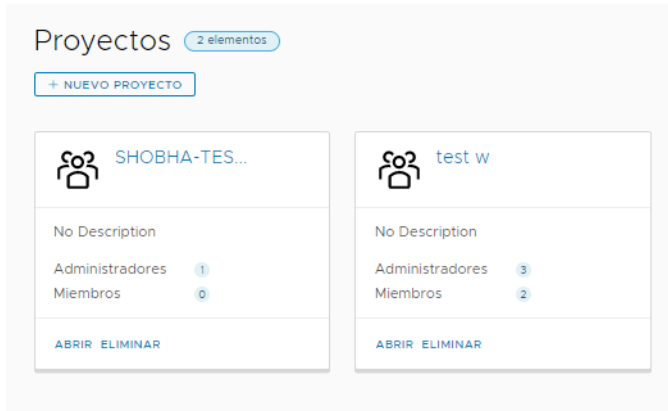 Proyectos 2 elementos
+ NUEVO PROYECTO
SHOBHA-TES...
No Description
Administradores 1
Miembros 0
ABRIR ELIMINAR
test w
No Description
Administradores 3
Miembros 2
ABRIR ELIMINAR